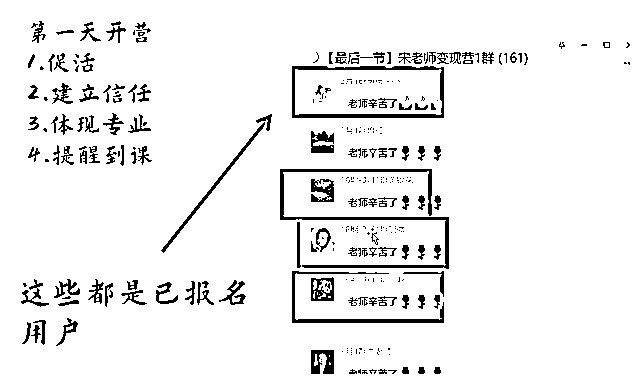 第一天开营
1.促活
2.建立信任
3.体现专业
4.提醒到课
这些都是已报名
用户
）【最后一节】宋老师变现营1群 (161)
老师辛苦了
老师辛苦了
老师辛苦了
老师辛苦了
老师辛苦了
老师辛苦了